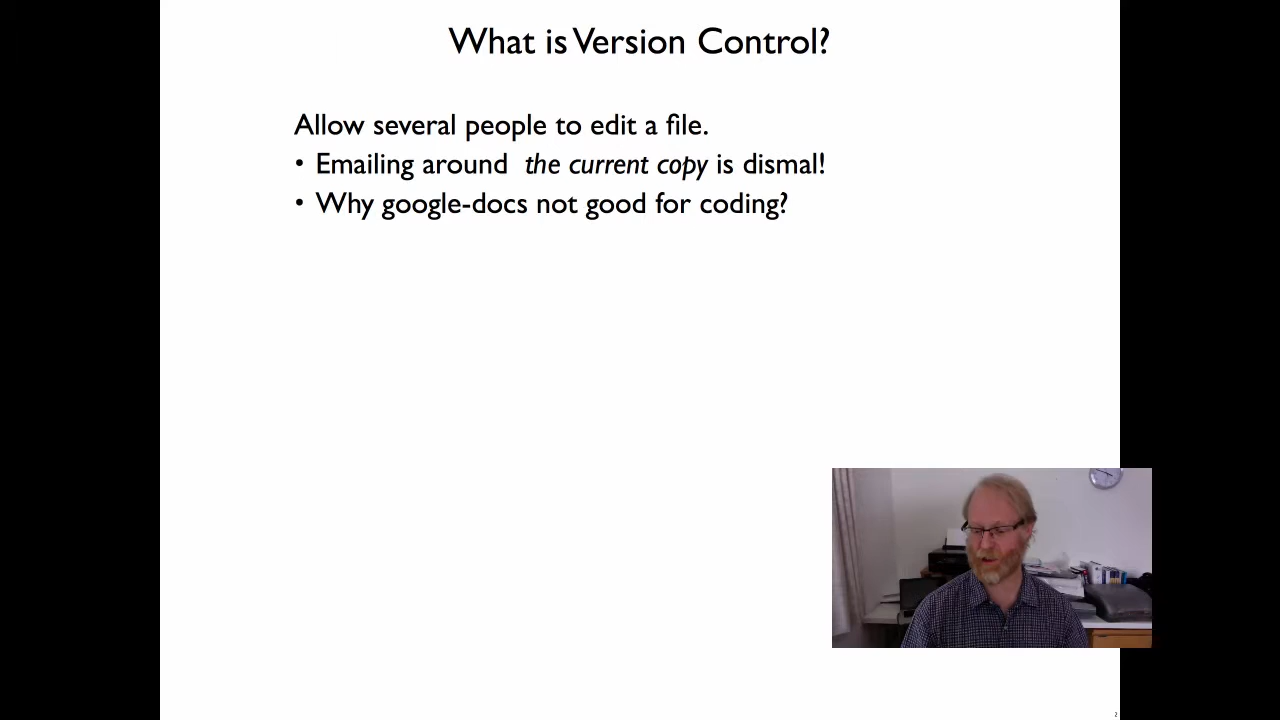 What is Version Control?
Allow several people to edit a file.
• Emailing around the current copy is dismal!
• Why google-docs not good for coding?
2